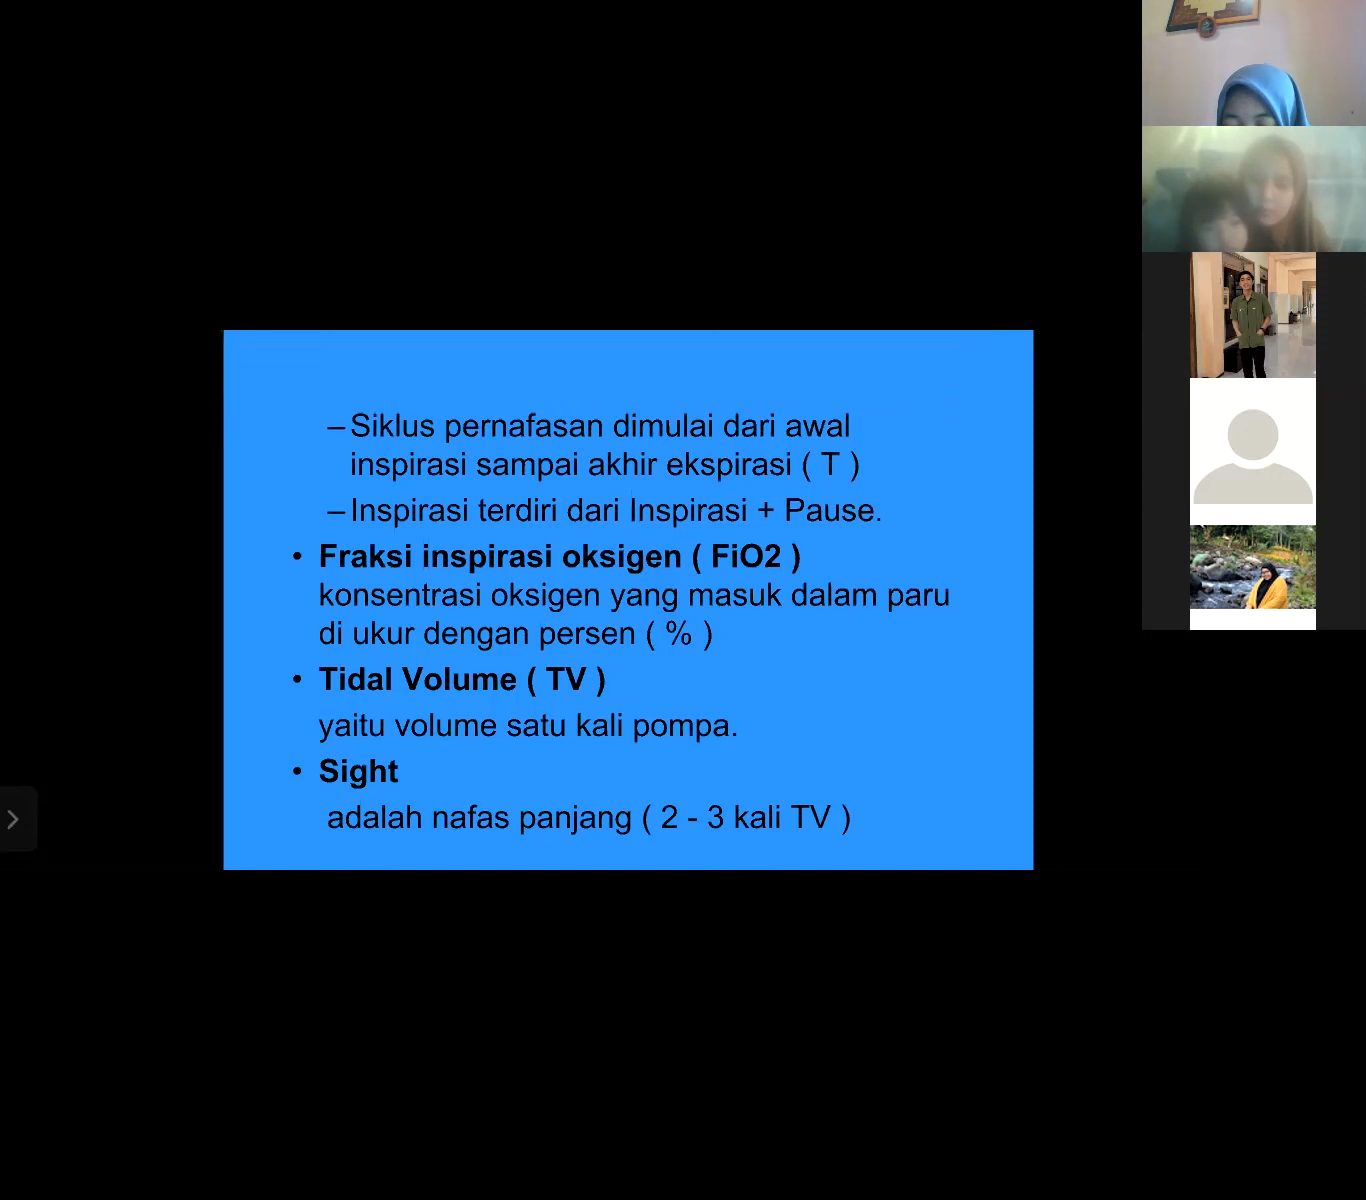 – Siklus pernafasan dimulai dari awal
inspirasi sampai akhir ekspirasi ( T )
– Inspirasi terdiri dari Inspirasi + Pause.
• Fraksi inspirasi oksigen ( FiO2 )
konsentrasi oksigen yang masuk dalam paru
di ukur dengan persen ( % )
• Tidal Volume ( TV )
yaitu volume satu kali pompa.
• Sight
adalah nafas panjang ( 2 - 3 kali TV )